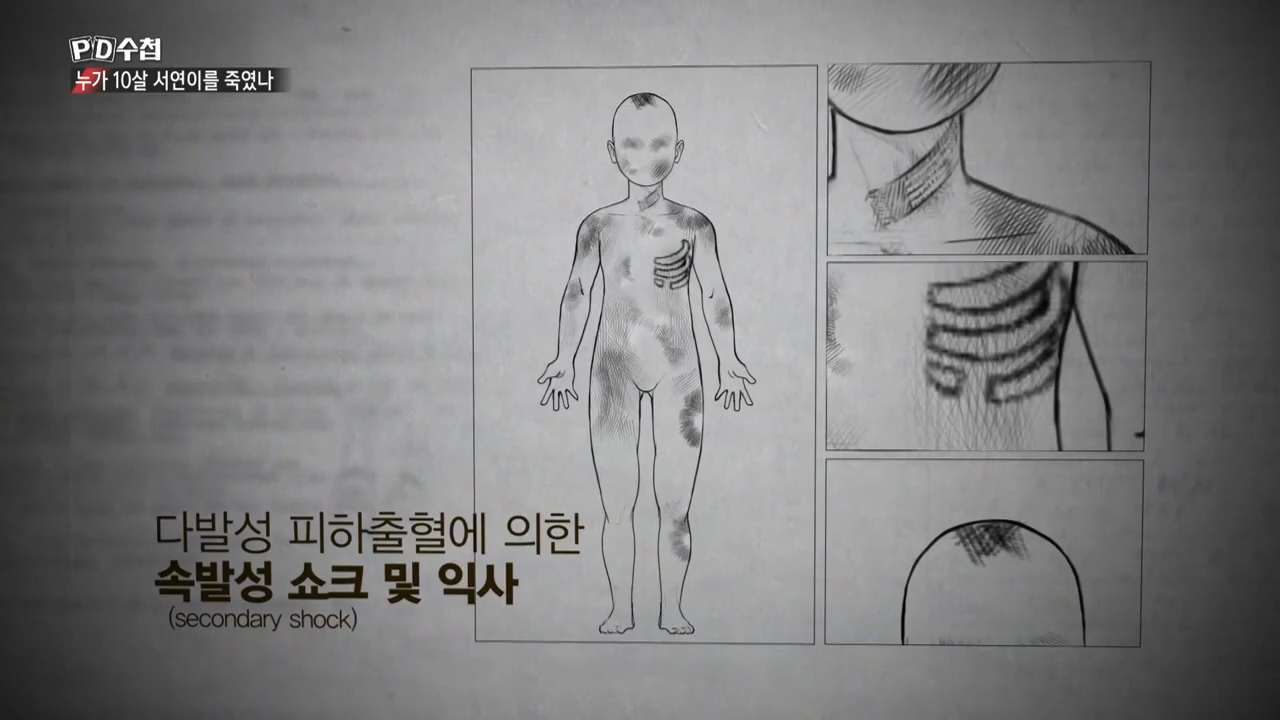 PD수첩
누가 10살 서연이를 죽였나
다발성 피하출혈에 의한
속발성 쇼크 및 익사
(secondary shock)